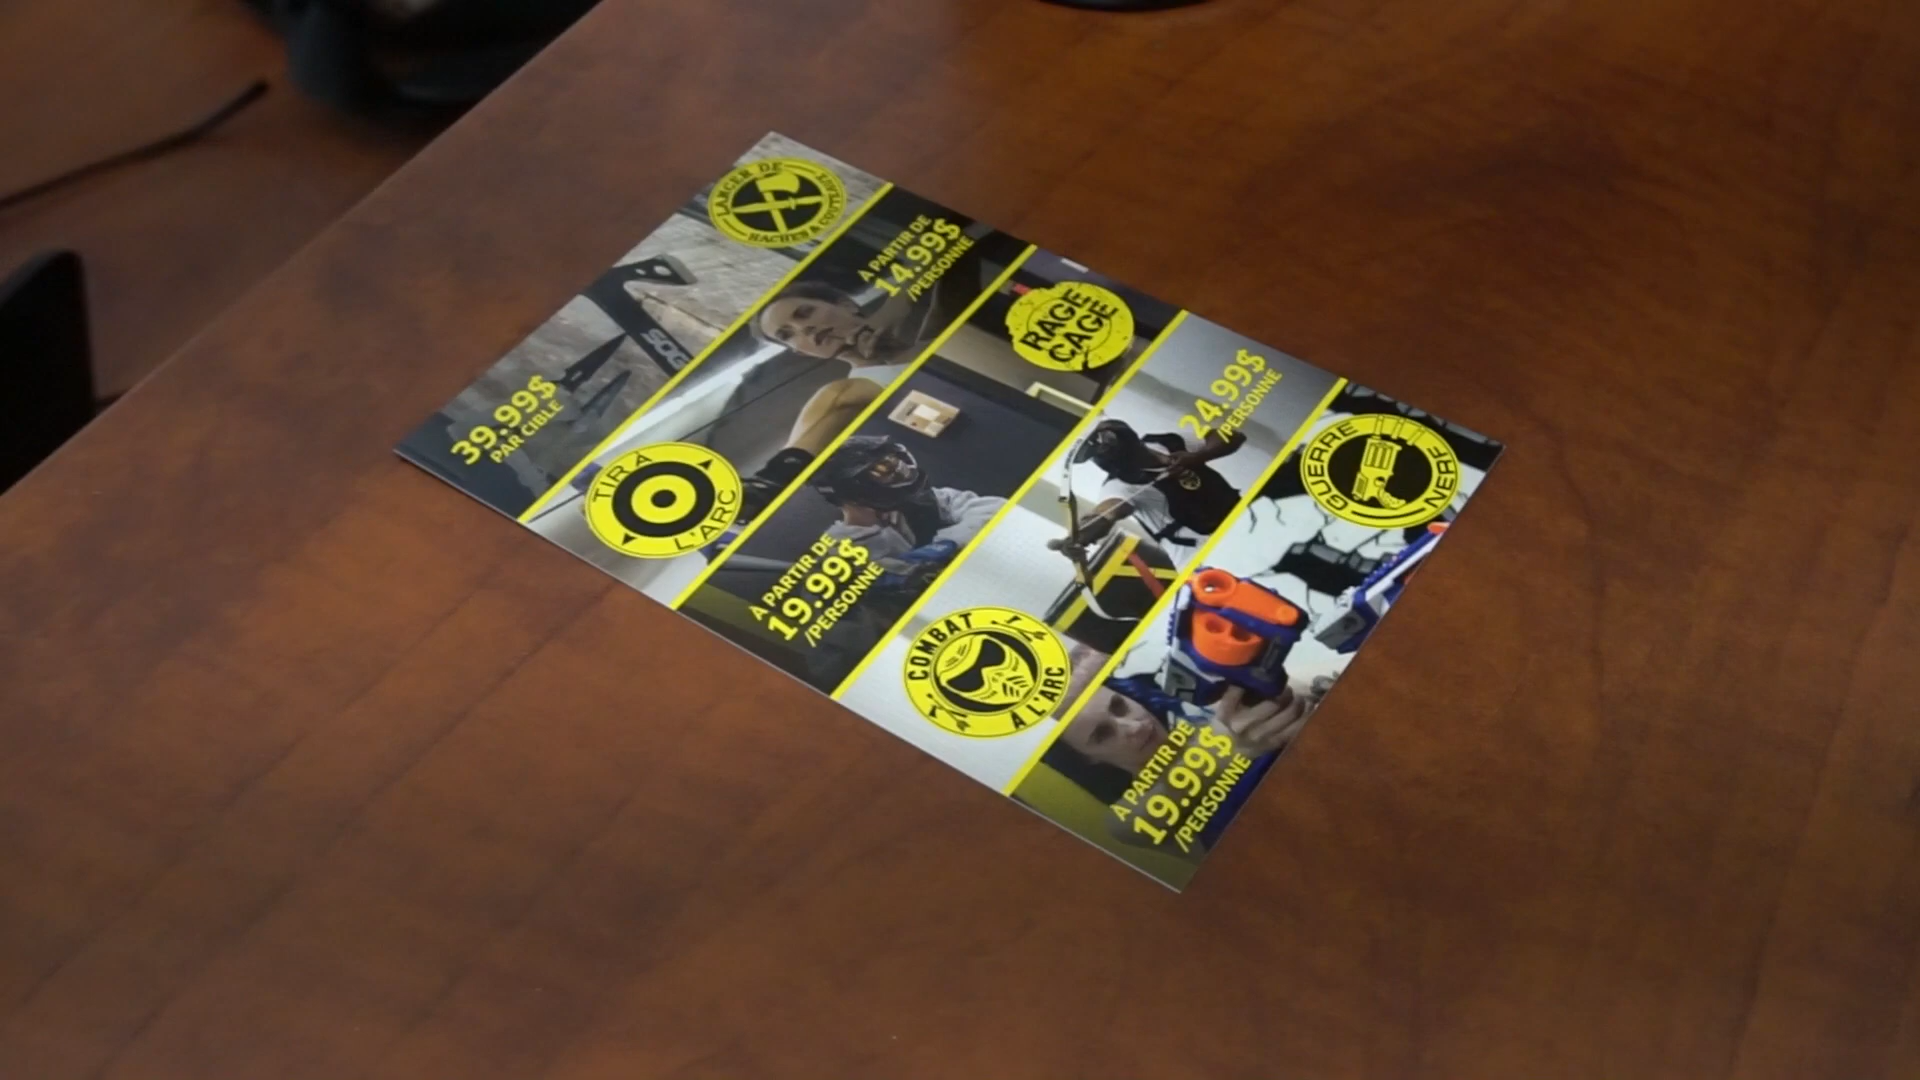 LANCER DE
HACHES & COUTEAUX
SOG
39.99$
PAR CIBLE
À PARTIR DE
14.99$
/PERSONNE
TIR À
L'ARC
RAGE
CAGE
À PARTIR DE
19.99$
/PERSONNE
24.99$
/PERSONNE
COMBAT
À L'ARC
GUERRE
NERF
À PARTIR DE
19.99$
/PERSONNE